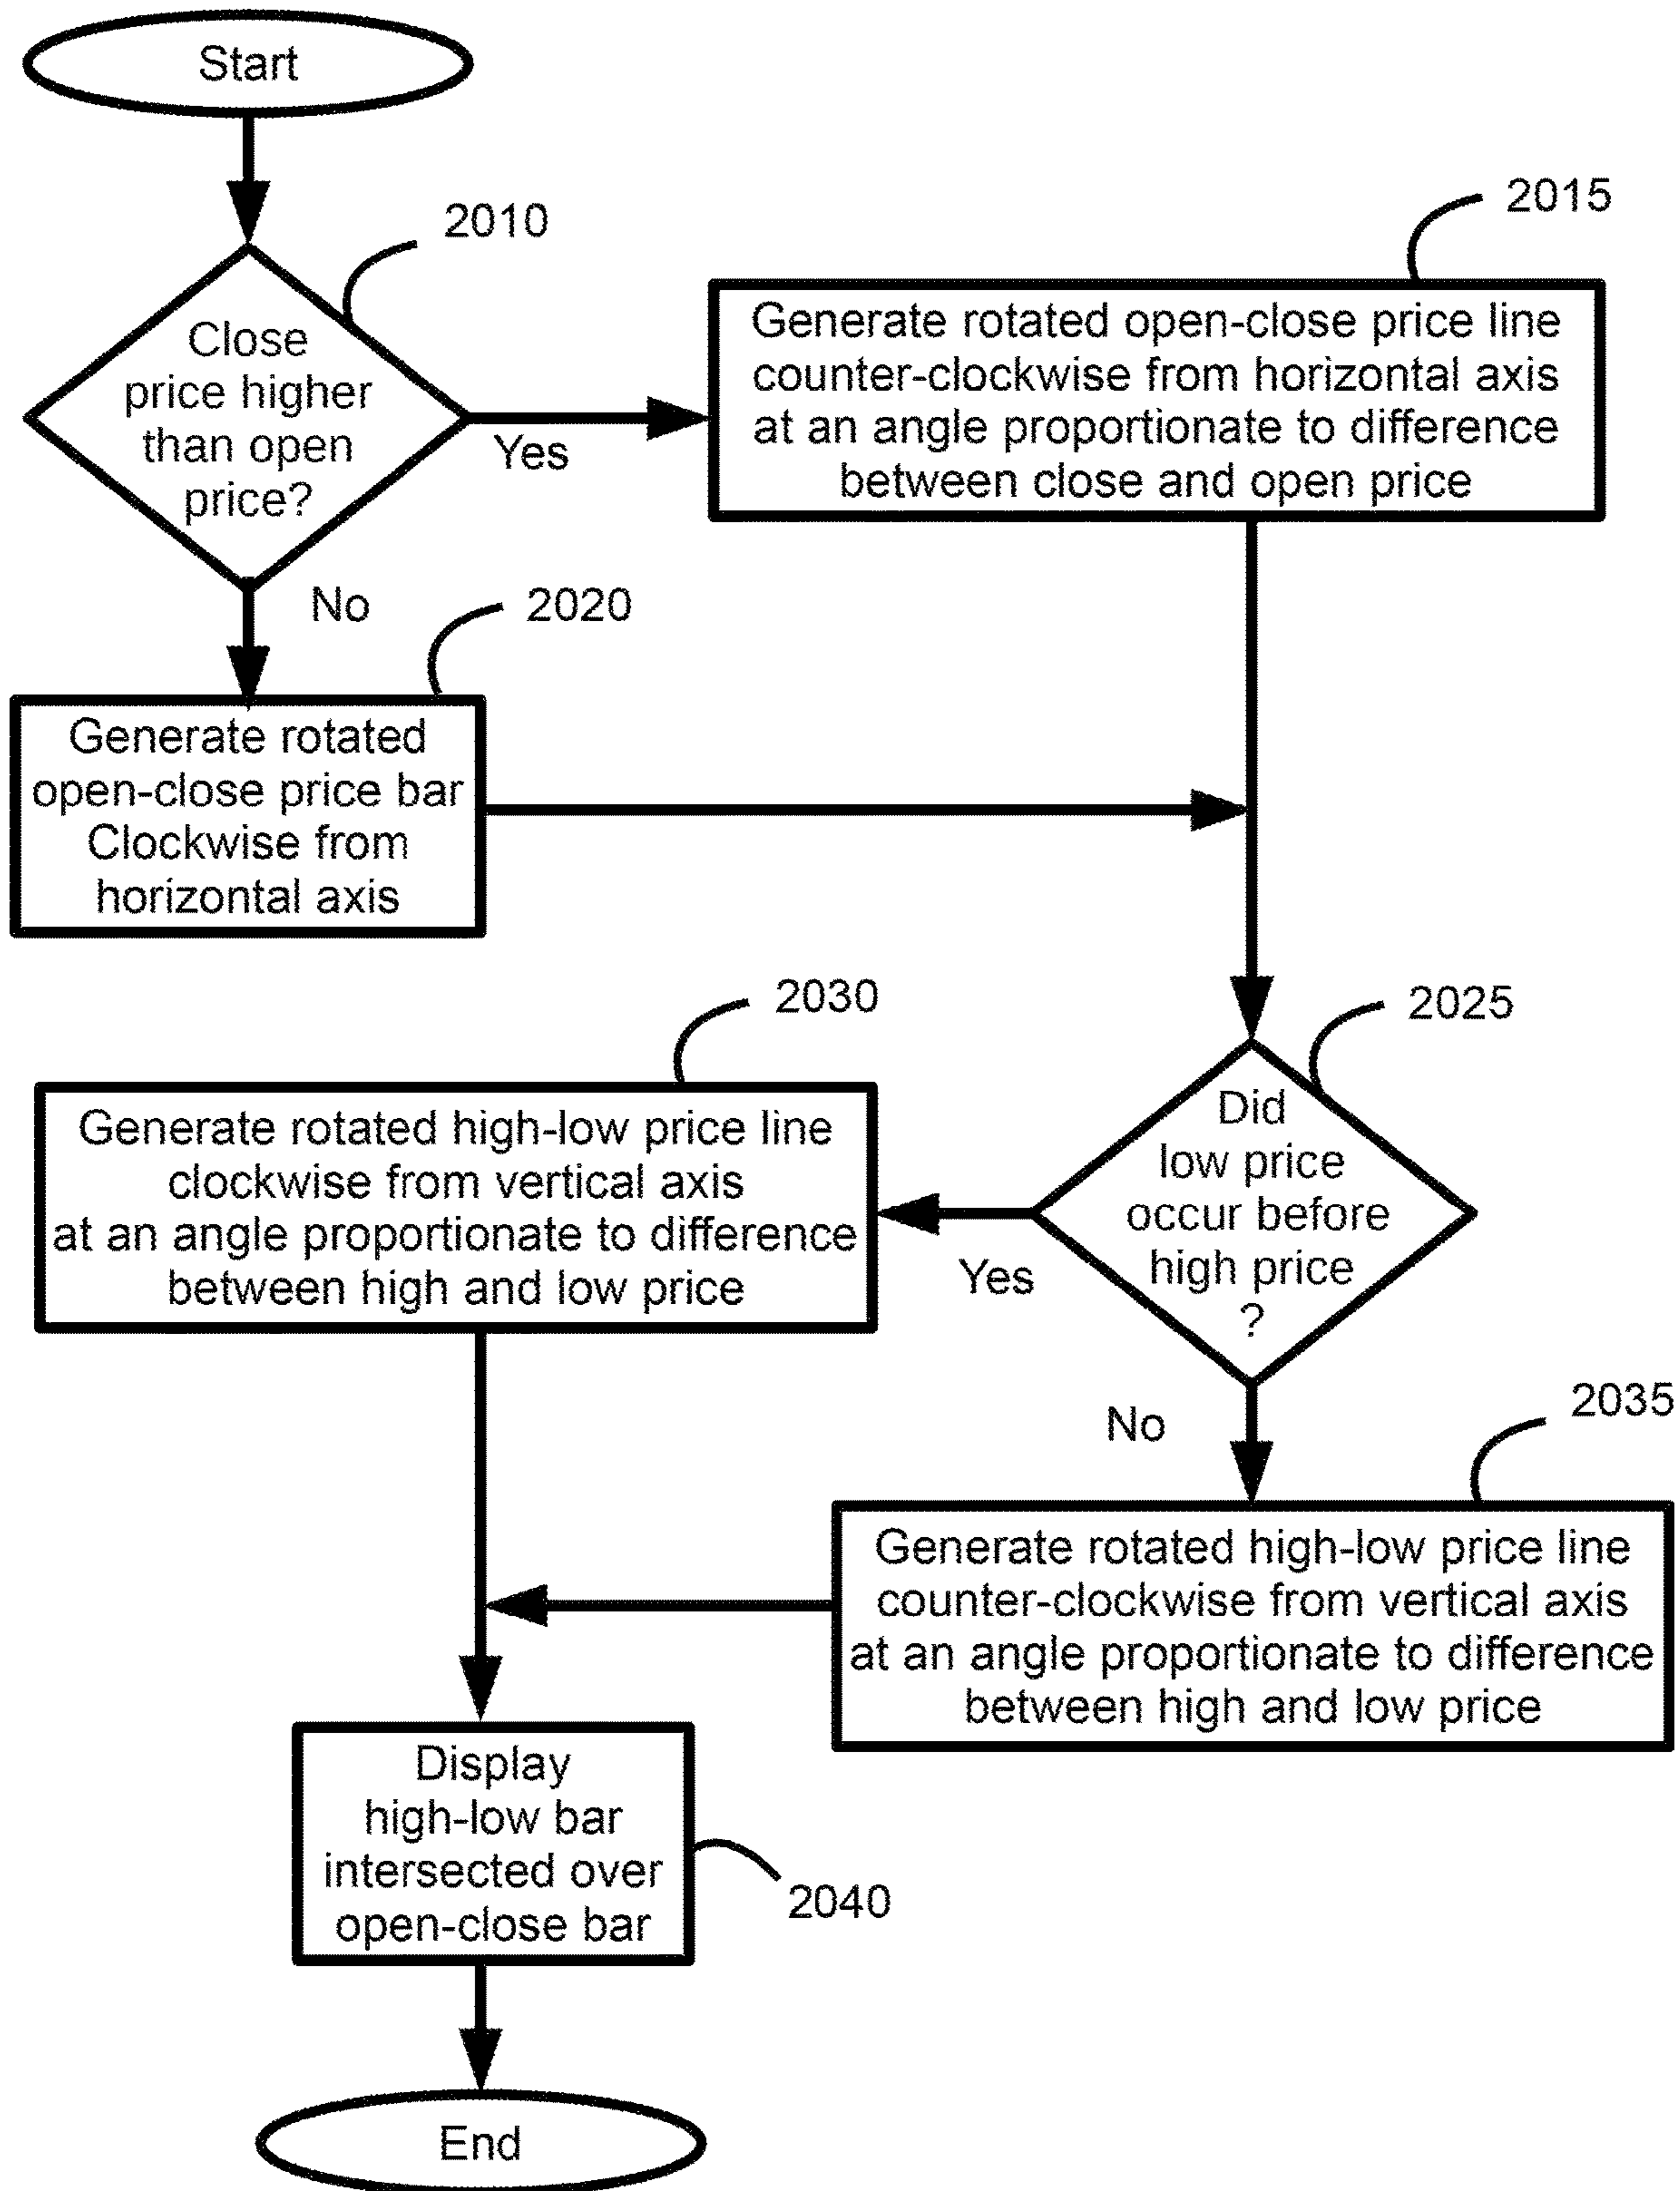 Start
2010
Close
price higher
than open
price?
Yes
2015
Generate rotated open-close price line
counter-clockwise from horizontal axis
at an angle proportionate to difference
between close and open price
No
2020
Generate rotated
open-close price bar
Clockwise from
horizontal axis
2025
Did
low price
occur before
high price
?
Yes
2030
Generate rotated high-low price line
clockwise from vertical axis
at an angle proportionate to difference
between high and low price
No
2035
Generate rotated high-low price line
counter-clockwise from vertical axis
at an angle proportionate to difference
between high and low price
Display
high-low bar
intersected over
open-close bar
2040
End